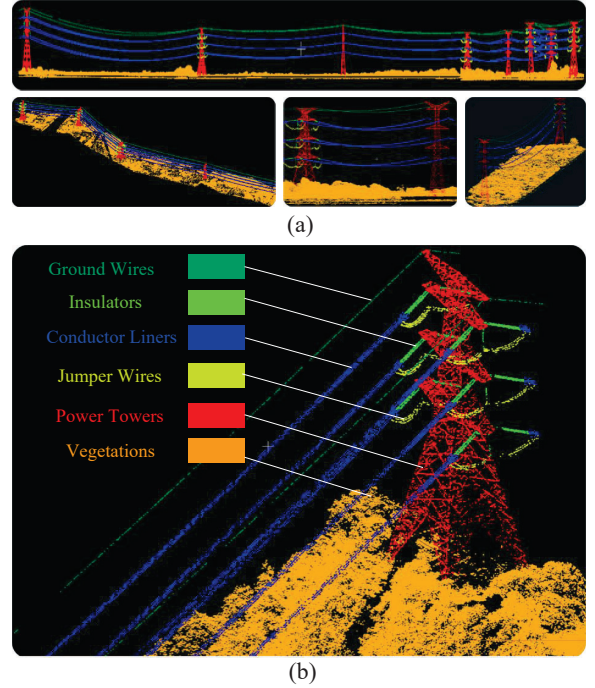 (a)
Ground Wires
Insulators
Conductor Liners
Jumper Wires
Power Towers
Vegetations
(b)